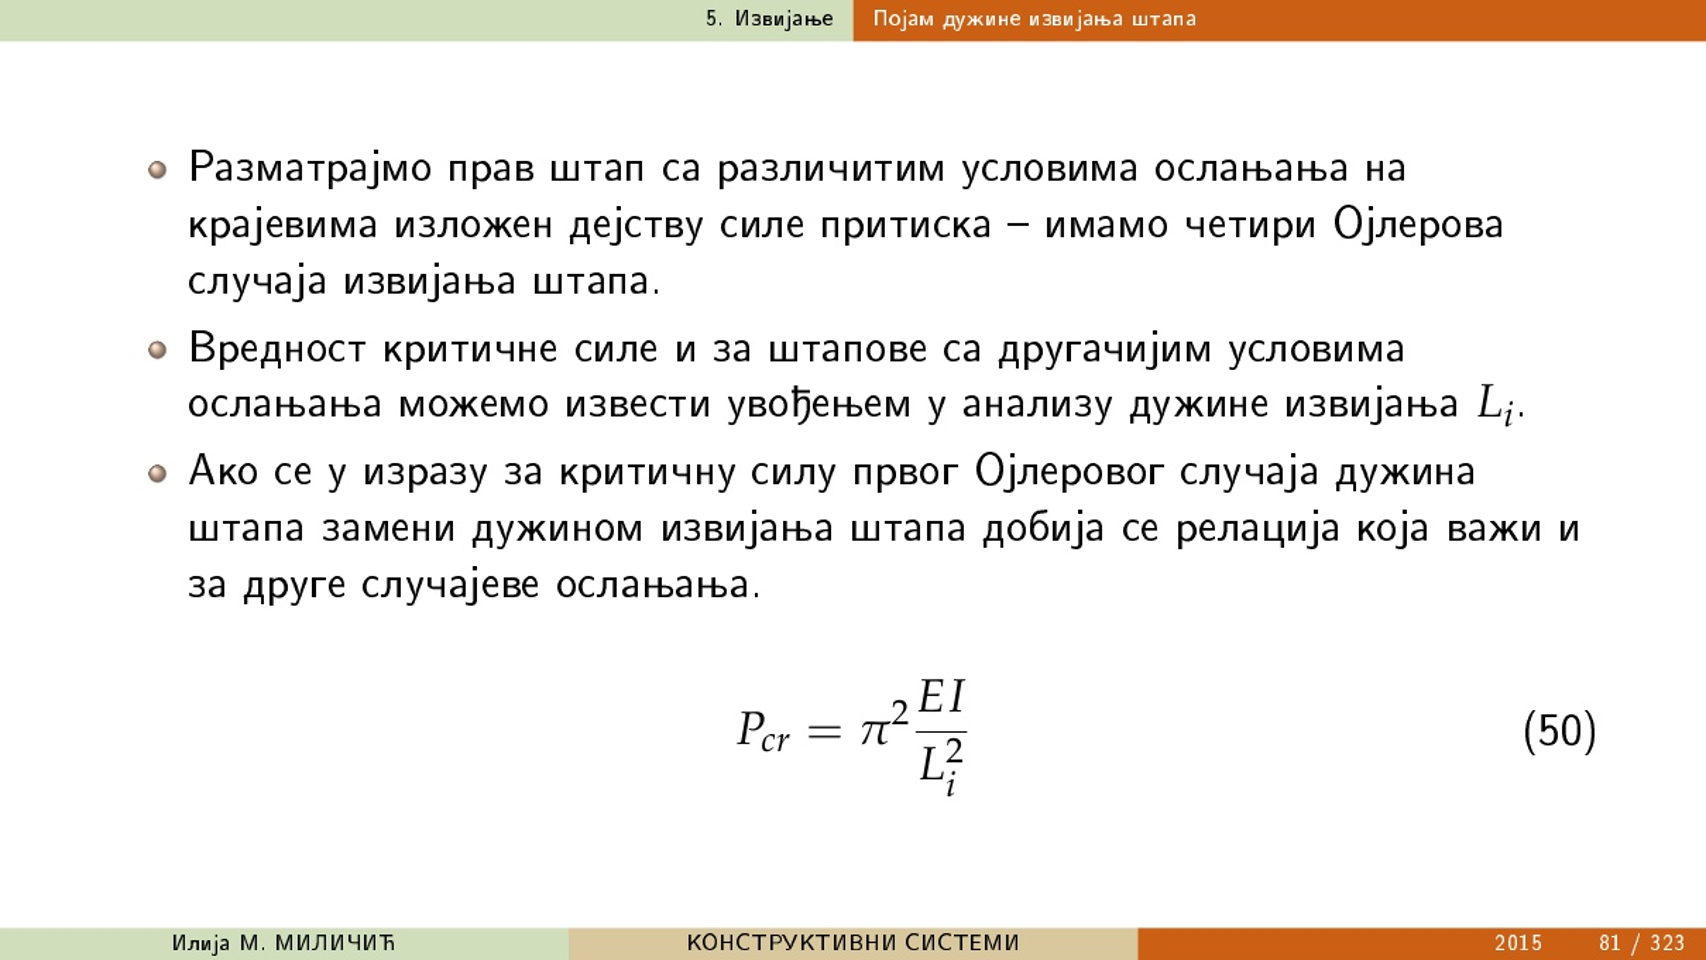 5. Извијање Појам дужине извијања штапа
Разматрајмо прав штап са различитим условима ослањања на
крајевима изложен дејству силе притиска – имамо четири Ојлерова
случаја извијања штапа.
Вредност критичне силе и за штапове са другачијим условима
ослањања можемо извести увођењем у анализу дужине извијања $L_i$.
Ако се у изразу за критичну силу првог Ојлеровог случаја дужина
штапа замени дужином извијања штапа добија се релација која важи и
за друге случајеве ослањања.
$P_{cr} = \pi^2 \frac{EI}{L_i^2}$ (50)
Илија М. МИЛИЧИЋ КОНСТРУКТИВНИ СИСТЕМИ 2015 81 / 323